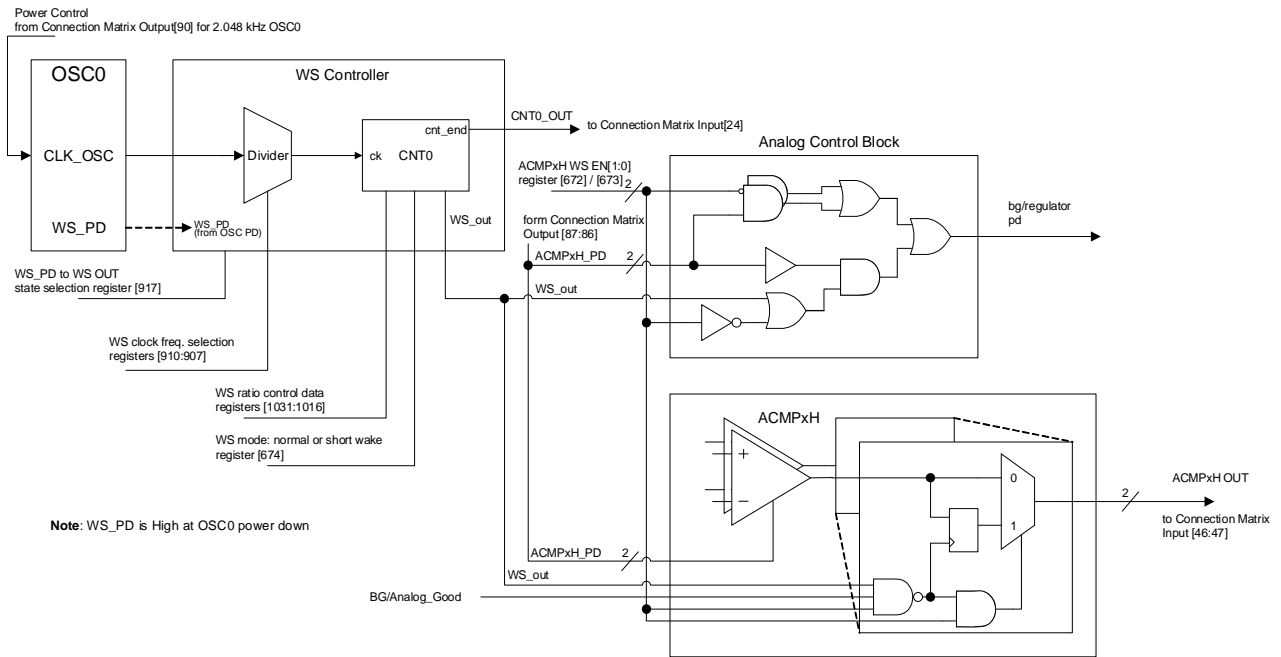 Power Control
from Connection Matrix Output[90] for 2.048 kHz OSC0
OSC0
WS Controller
CNT0_OUT
to Connection Matrix Input[24]
cnt_end
CLK_OSC
Divider
ck
CNT0
Analog Control Block
ACMPxH WS EN[1:0]
register [672] / [673]
2
WS_PD
WS_PD
(from OSC PD)
WS_out
form Connection Matrix
Output [87:86]
bg/regulator
pd
ACMPxH_PD
2
WS_PD to WS OUT
state selection register [917]
WS_out
WS clock freq. selection
registers [910:907]
WS ratio control data
registers [1031:1016]
WS mode: normal or short wake
register [674]
ACMPxH
+
−
0
1
ACMPxH OUT
2
to Connection Matrix
Input [46:47]
Note: WS_PD is High at OSC0 power down
ACMPxH_PD
2
WS_out
BG/Analog_Good